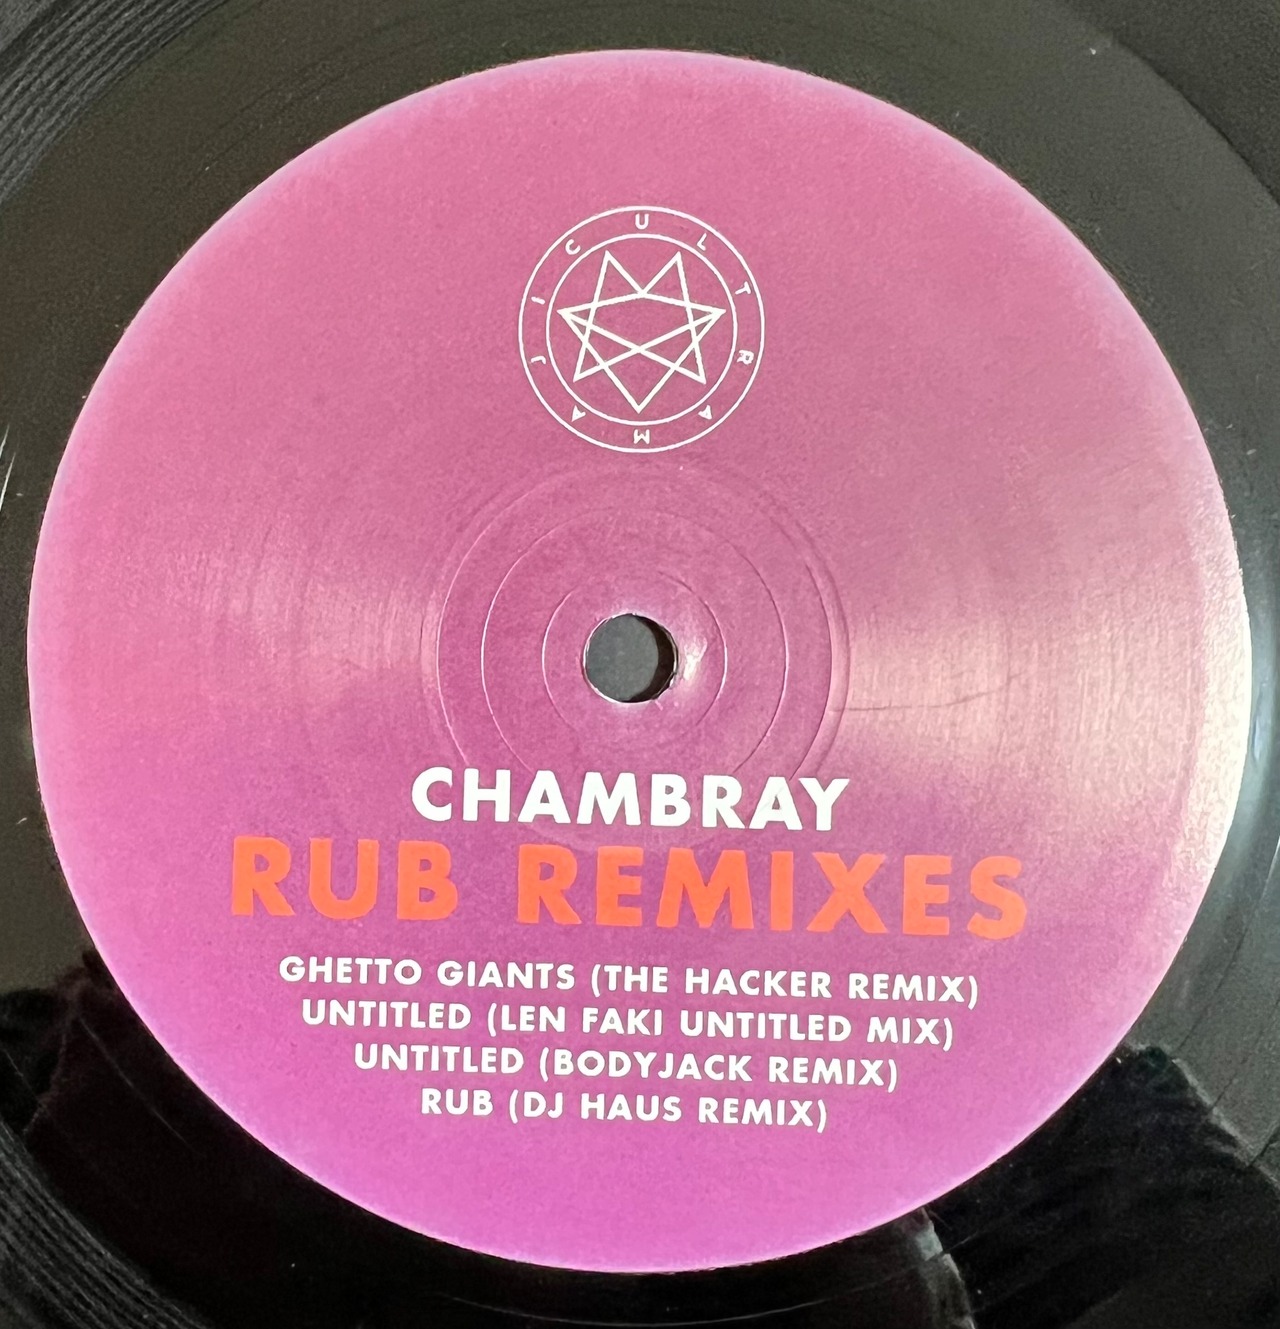 ULTRAMAJIC
CHAMBRAY
RUB REMIXES
GHETTO GIANTS (THE HACKER REMIX)
UNTITLED (LEN FAKI UNTITLED MIX)
UNTITLED (BODYJACK REMIX)
RUB (DJ HAUS REMIX)